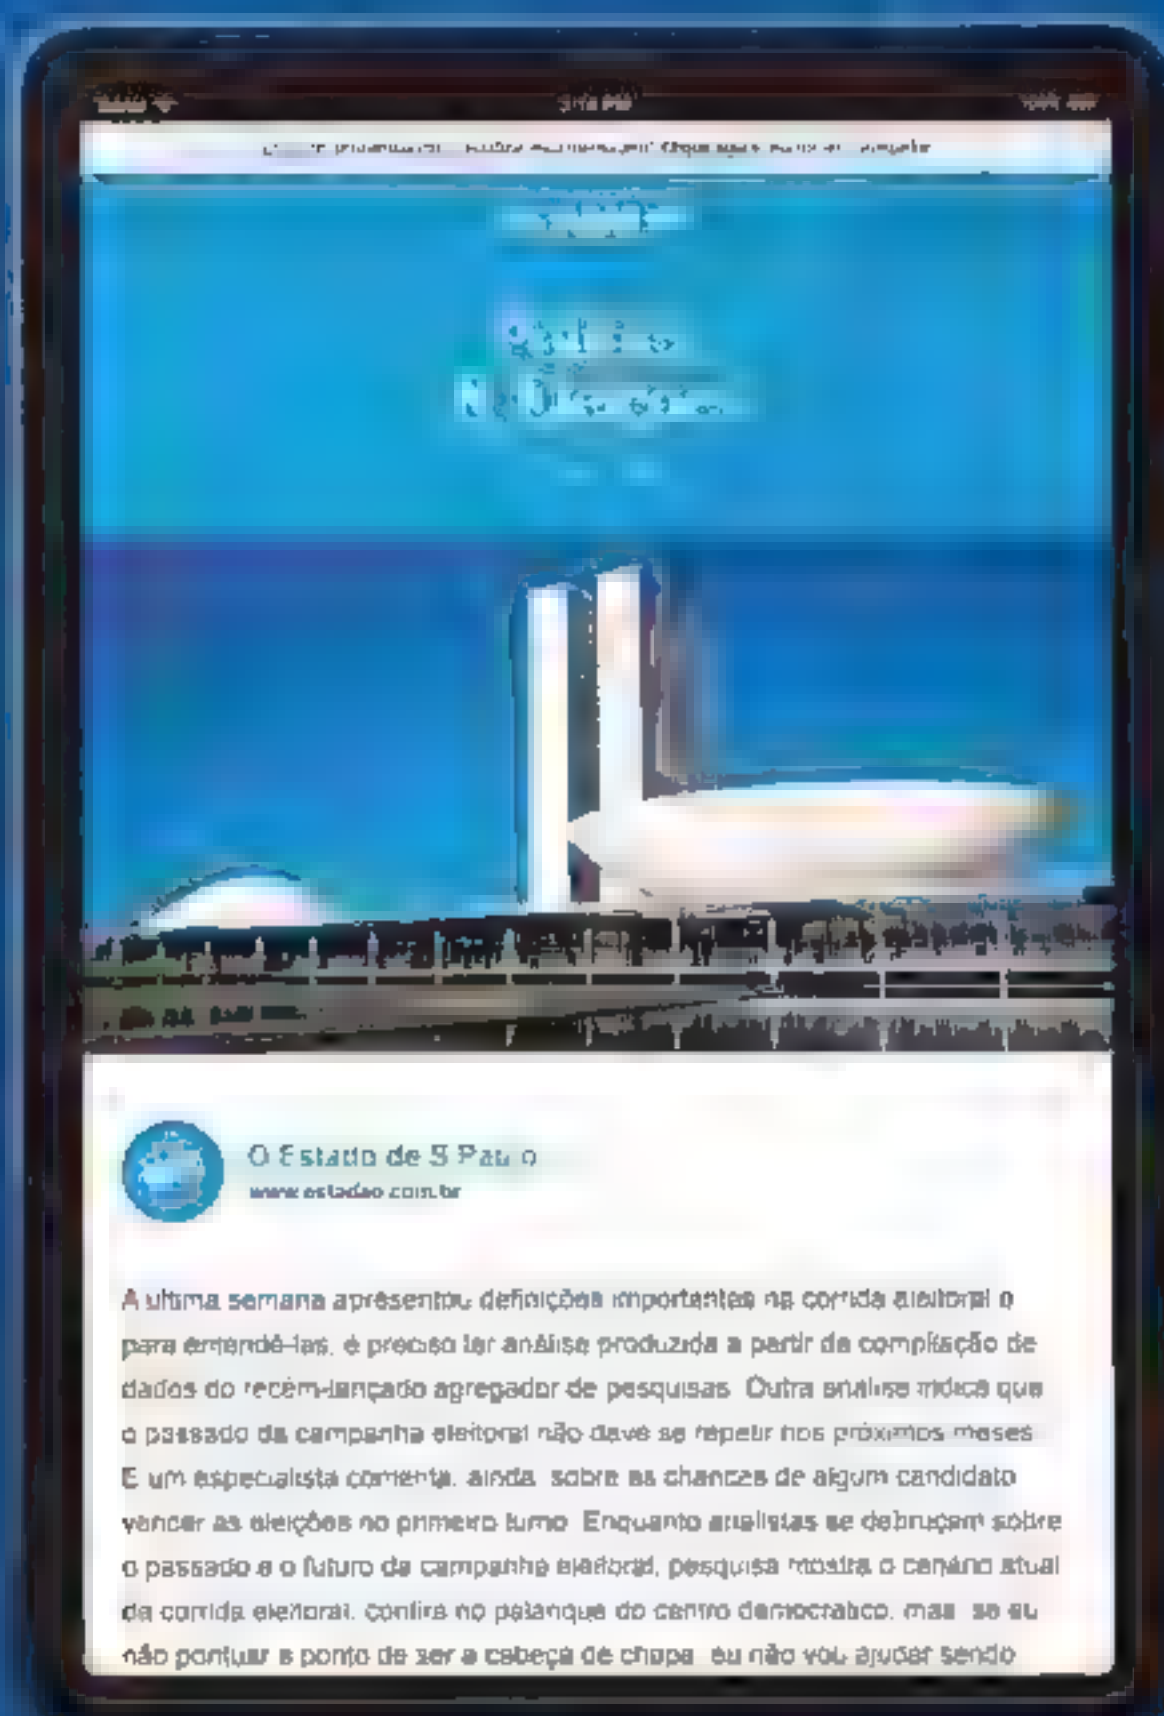 O Estado de S Paulo
www.estadao.com.br
A última semana apresentou definições importantes na corrida eleitoral e
para entendê-las, é preciso ler análise produzida a partir da compilação de
dados do recém-lançado agregador de pesquisas. Outra análise indica que
o passado da campanha eleitoral não deve se repetir nos próximos meses.
E um especialista comenta, ainda, sobre as chances de algum candidato
vencer as eleições no primeiro turno. Enquanto analistas se debruçam sobre
o passado e o futuro da campanha eleitoral, pesquisa mostra o cenário atual
da corrida eleitoral. confira no palanque do centro democrático. mas, se eu
não pontuar a ponto de ser a cabeça de chapa, eu não vou ajudar sendo